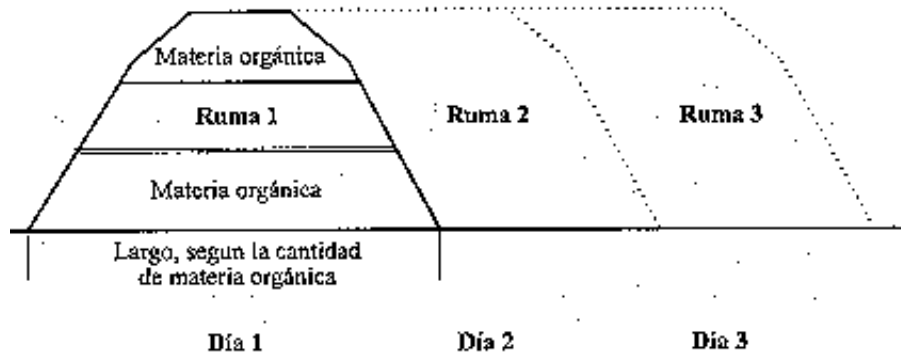 Materia orgánica
Ruma 1
Ruma 2
Ruma 3
Materia orgánica
Largo, segun la cantidad
de materia orgánica
Día 1
Día 2
Día 3